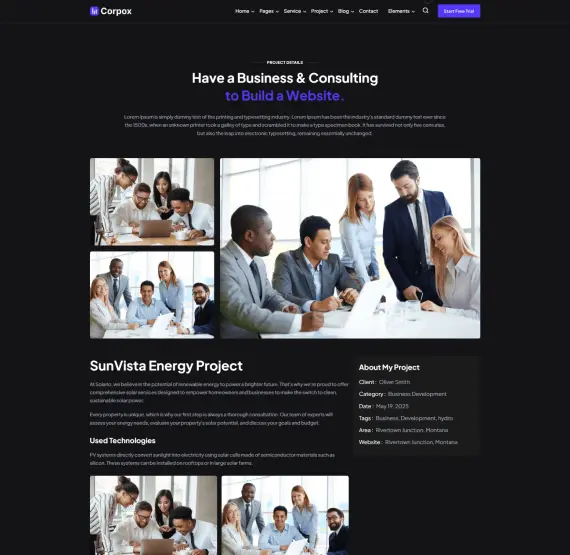 Corpox
Home Pages Service Project Blog Contact Elements Start Free Trial
PROJECT DETAILS
Have a Business & Consulting
to Build a Website.
Lorem Ipsum is simply dummy text of the printing and typesetting industry. Lorem Ipsum has been the industry's standard dummy text ever since
the 1500s, when an unknown printer took a galley of type and scrambled it to make a type specimen book. It has survived not only five centuries,
but also the leap into electronic typesetting, remaining essentially unchanged.
SunVista Energy Project
At Solario, we believe in the potential of renewable energy to power a brighter future. That's why we're proud to offer
comprehensive solar services designed to empower homeowners and businesses to make the switch to clean,
sustainable solar power.
Every property is unique, which is why our first step is always a thorough consultation. Our team of experts will
assess your energy needs, evaluate your property's solar potential, and discuss your goals and budget.
Used Technologies
PV systems directly convert sunlight into electricity using solar cells made of semiconductor materials such as
silicon. These systems can be installed on rooftops or in large solar farms.
About My Project
Client : Oliver Smith
Category : Business Development
Date : May 19, 2025
Tags : Business, Development, hydro
Area : Rivertown Junction, Montana
Website : Rivertown Junction, Montana